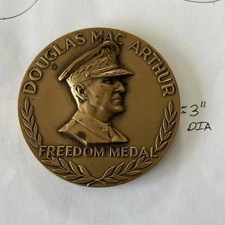 DOUGLAS MAC ARTHUR
FREEDOM MEDAL
≈3"
DIA